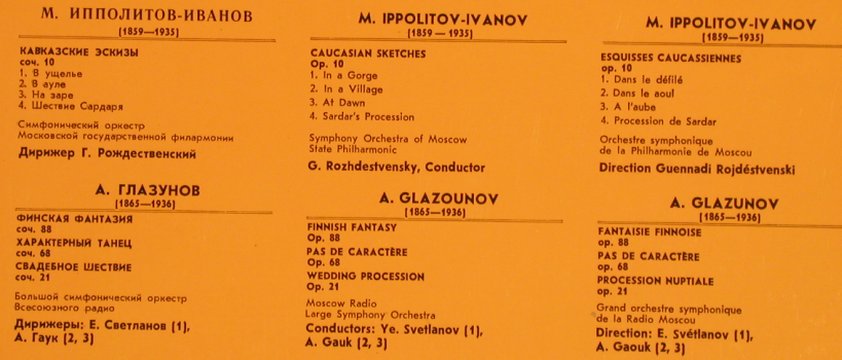 М. ИППОЛИТОВ-ИВАНОВ
(1859—1935)
КАВКАЗСКИЕ ЭСКИЗЫ
соч. 10
1. В ущелье
2. В ауле
3. На заре
4. Шествие Сардаря
Симфонический оркестр
Московской государственной филармонии
Дирижер Г. Рождественский
А. ГЛАЗУНОВ
(1865—1936)
ФИНСКАЯ ФАНТАЗИЯ
соч. 88
ХАРАКТЕРНЫЙ ТАНЕЦ
соч. 68
СВАДЕБНОЕ ШЕСТВИЕ
соч. 21
Большой симфонический оркестр
Всесоюзного радио
Дирижеры: Е. Светланов (1),
А. Гаук (2, 3)
M. IPPOLITOV-IVANOV
(1859—1935)
CAUCASIAN SKETCHES
Op. 10
1. In a Gorge
2. In a Village
3. At Dawn
4. Sardar's Procession
Symphony Orchestra of Moscow
State Philharmonic
G. Rozhdestvensky, Conductor
A. GLAZOUNOV
(1865—1936)
FINNISH FANTASY
Op. 88
PAS DE CARACTÈRE
Op. 68
WEDDING PROCESSION
Op. 21
Moscow Radio
Large Symphony Orchestra
Conductors: Ye. Svetlanov (1),
A. Gauk (2, 3)
M. IPPOLITOV-IVANOV
(1859—1935)
ESQUISSES CAUCASSIENNES
op. 10
1. Dans le défilé
2. Dans le aoul
3. A l'aube
4. Procession de Sardar
Orchestre symphonique
de la Philharmonie de Moscou
Direction Guennadi Rojdéstvenski
A. GLAZUNOV
(1865—1936)
FANTAISIE FINNOISE
op. 88
PAS DE CARACTÈRE
op. 68
PROCESSION NUPTIALE
op. 21
Grand orchestre symphonique
de la Radio Moscou
Direction: E. Svétlanov (1),
A. Gaouk (2, 3)